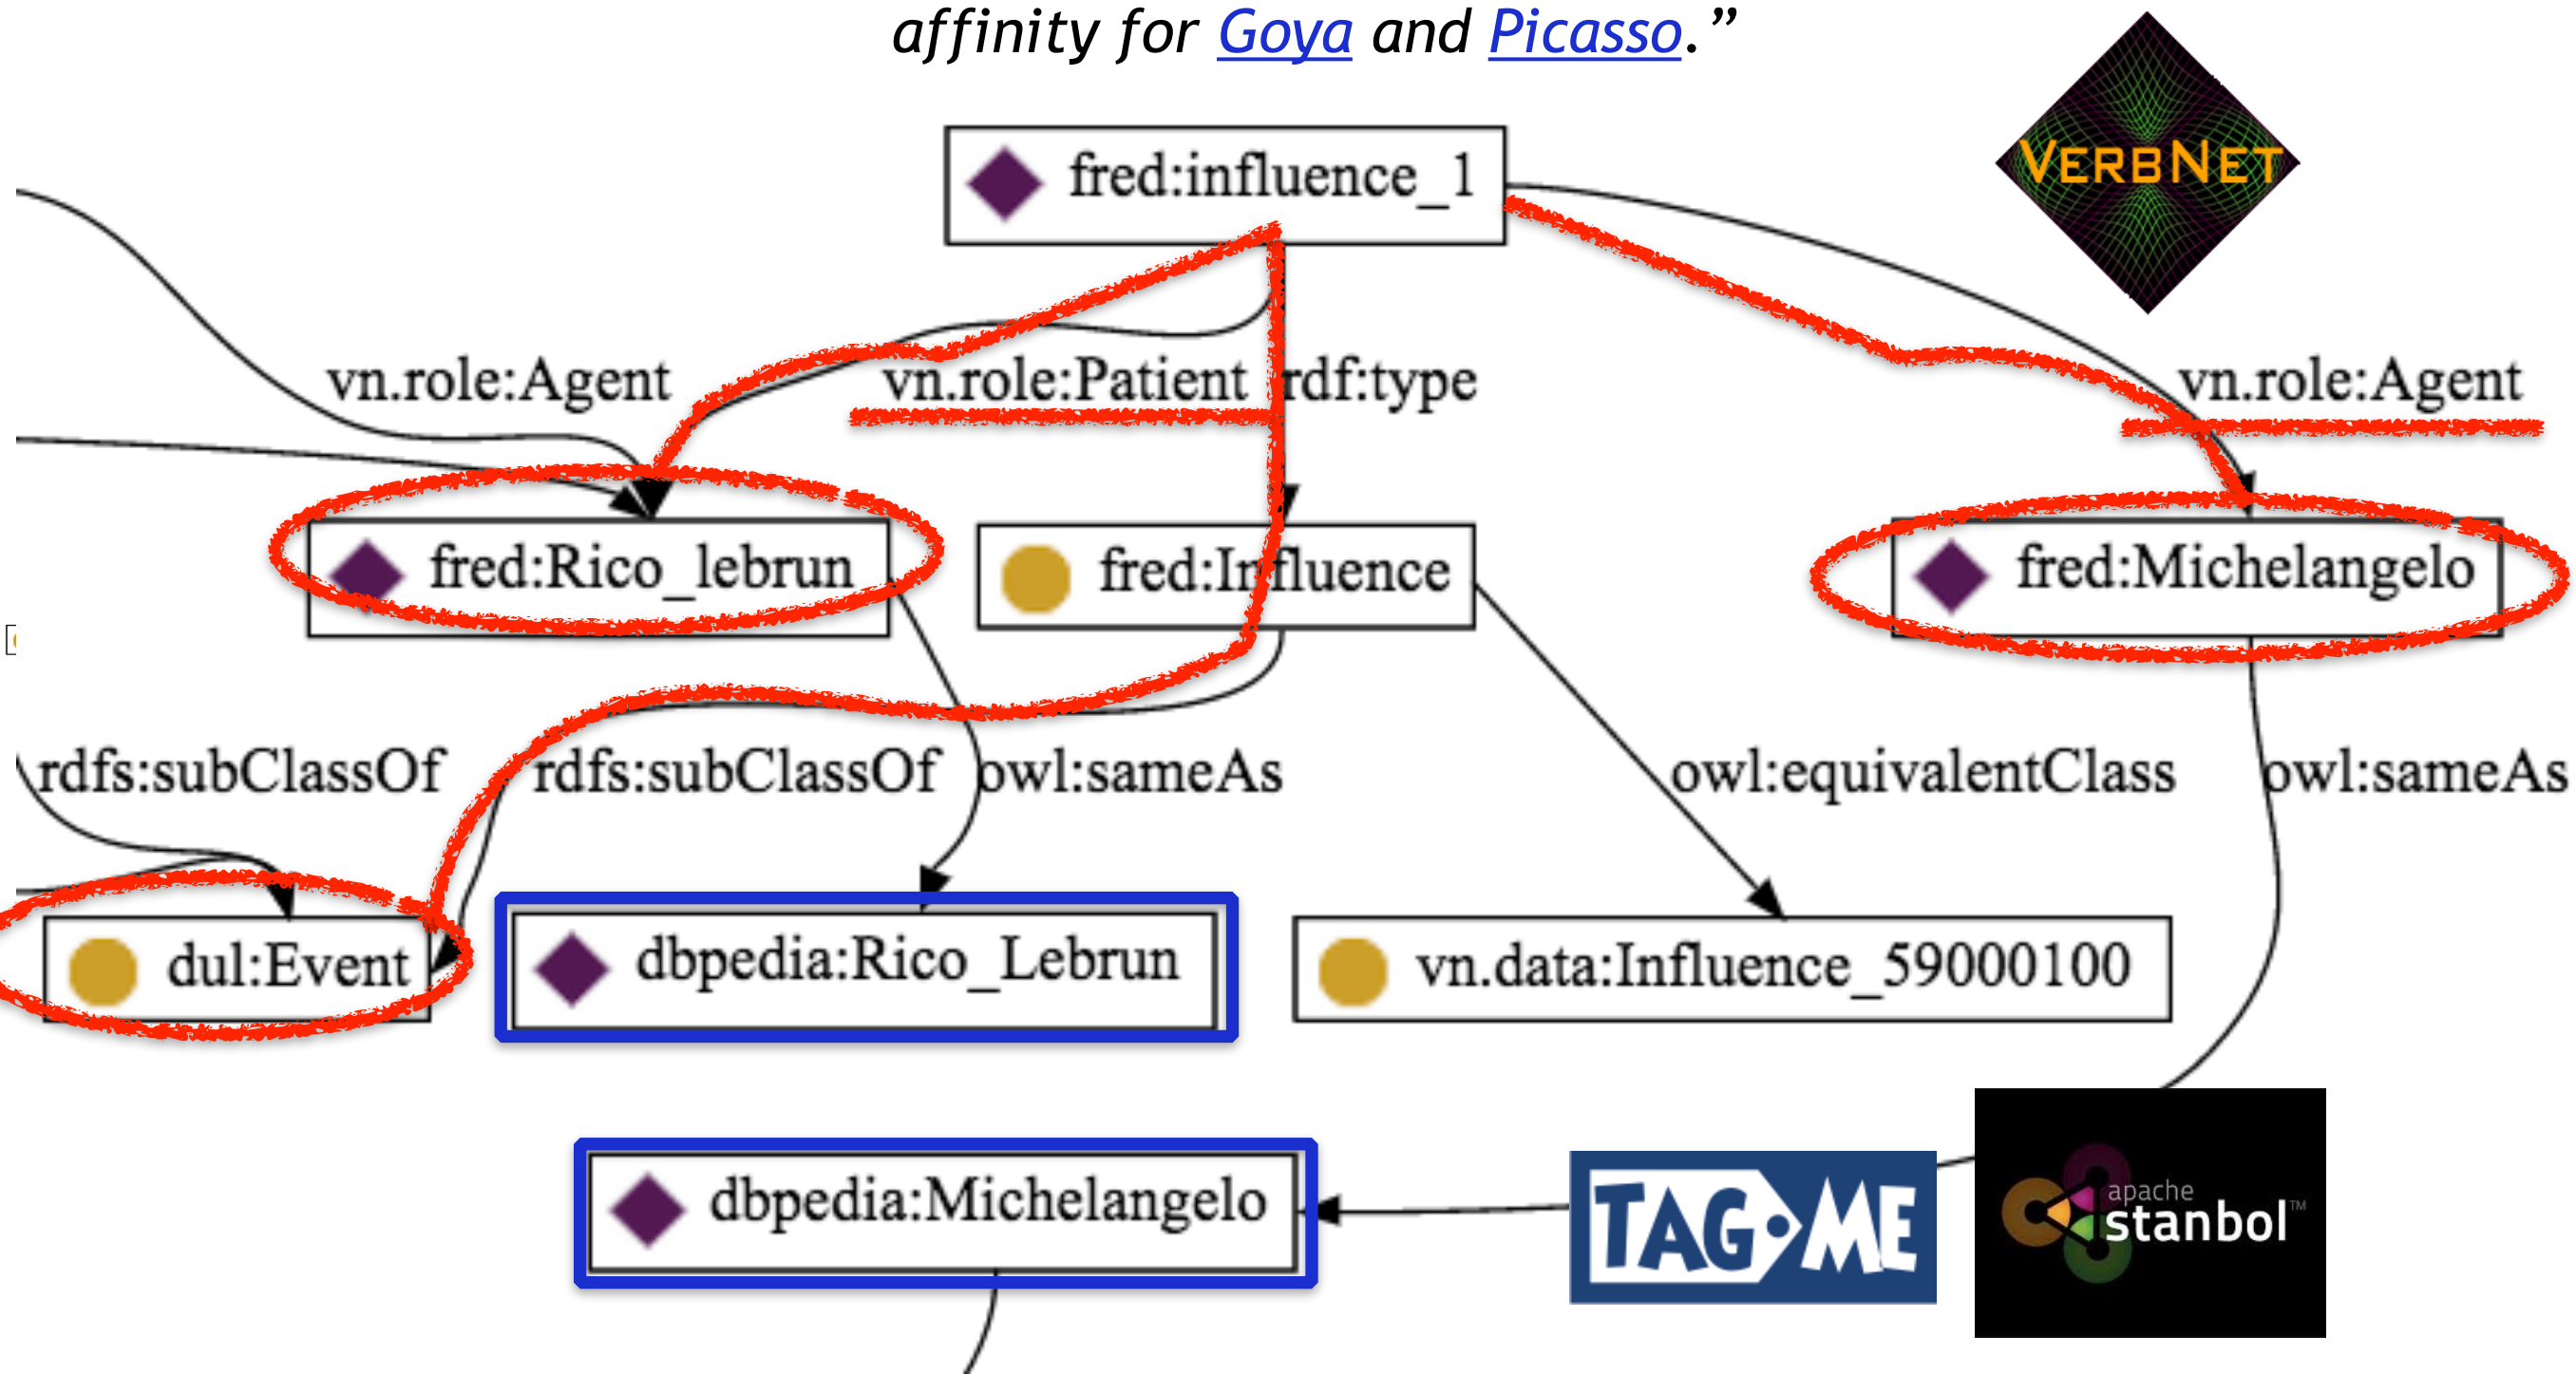 affinity for Goya and Picasso.”
fred:influence_1
VERBNET
vn.role:Agent
vn.role:Patient
rdf:type
vn.role:Agent
fred:Rico_lebrun
fred:Influence
fred:Michelangelo
rdfs:subClassOf
rdfs:subClassOf
owl:sameAs
owl:equivalentClass
owl:sameAs
dul:Event
dbpedia:Rico_Lebrun
vn.data:Influence_59000100
dbpedia:Michelangelo
TAG•ME
apache
stanbol™